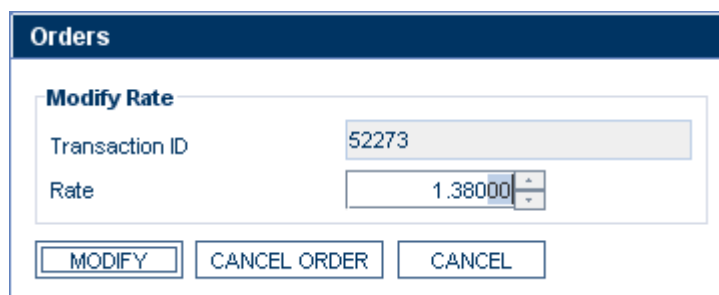 Orders
Modify Rate
Transaction ID 52273
Rate 1.38000
MODIFY CANCEL ORDER CANCEL